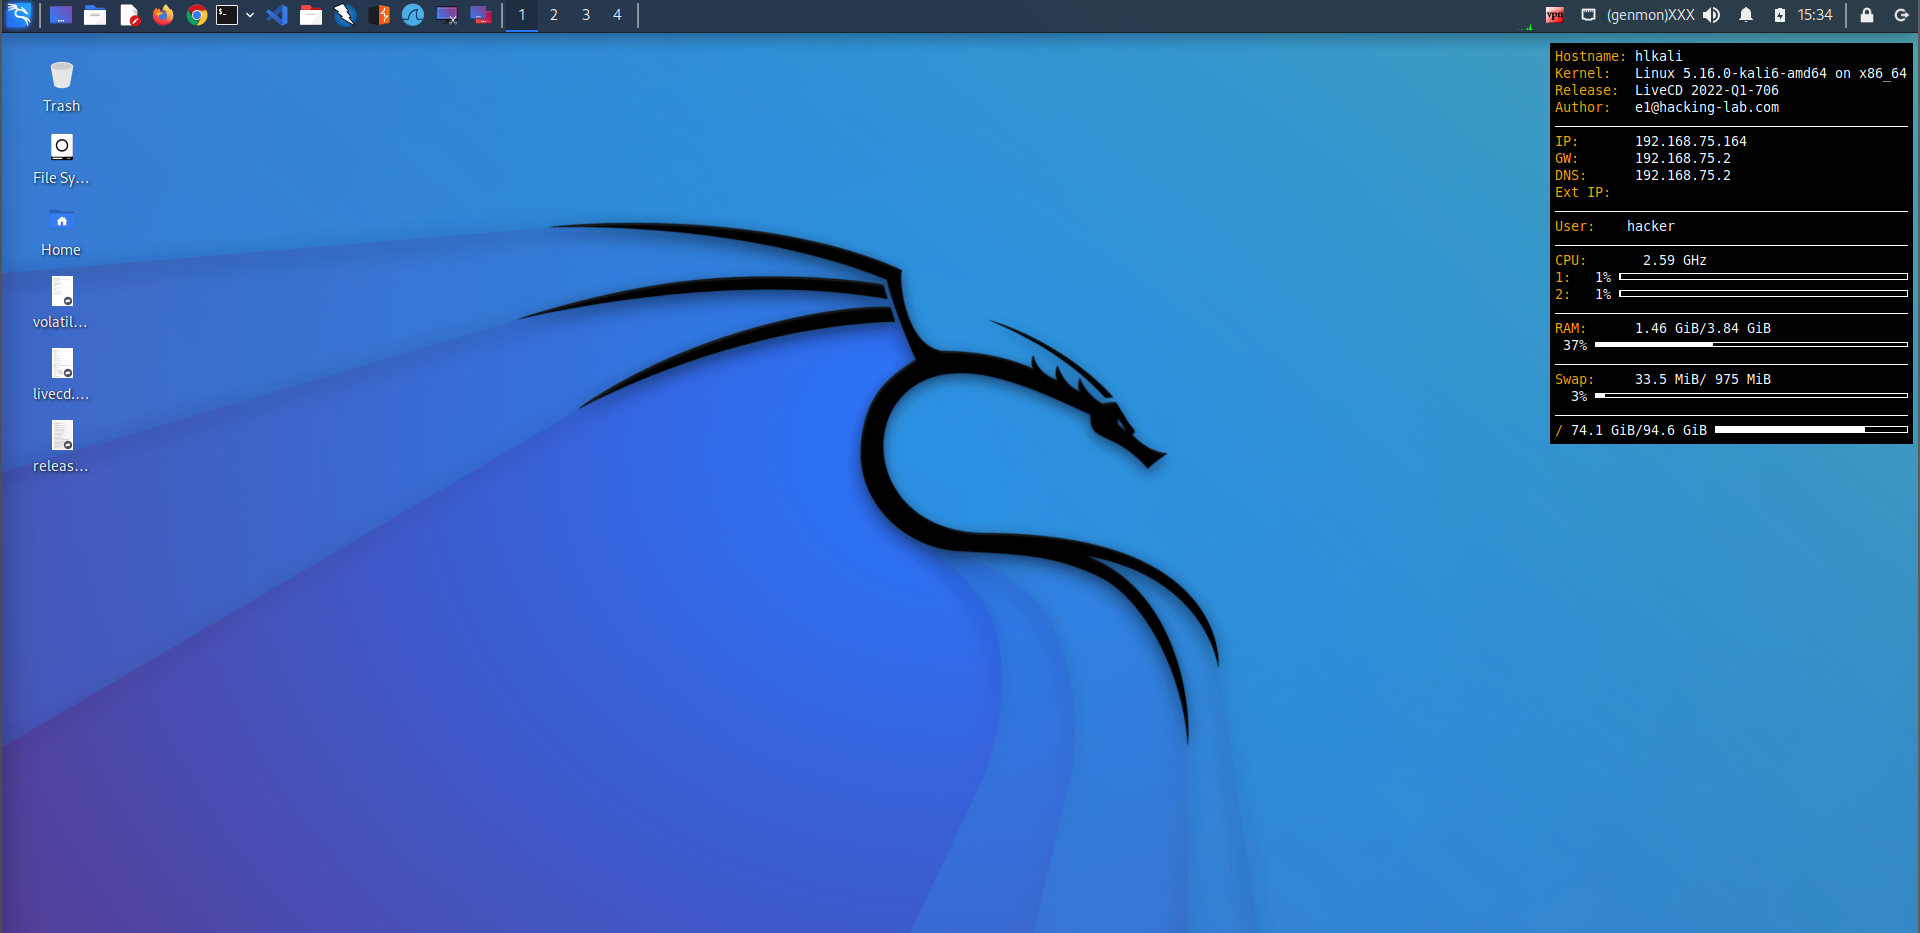 1 2 3 4
vpn (genmon)XXX 15:34
Trash
File Sy...
Home
volatil...
livecd....
releas...
Hostname: hlkali
Kernel: Linux 5.16.0-kali6-amd64 on x86_64
Release: LiveCD 2022-Q1-706
Author: e1@hacking-lab.com
IP: 192.168.75.164
GW: 192.168.75.2
DNS: 192.168.75.2
Ext IP:
User: hacker
CPU: 2.59 GHz
1: 1%
2: 1%
RAM: 1.46 GiB/3.84 GiB
37%
Swap: 33.5 MiB/ 975 MiB
3%
/ 74.1 GiB/94.6 GiB